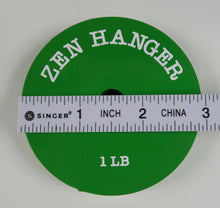 ZEN HANGER
SINGER 1 INCH 2 CHINA 3
1 LB